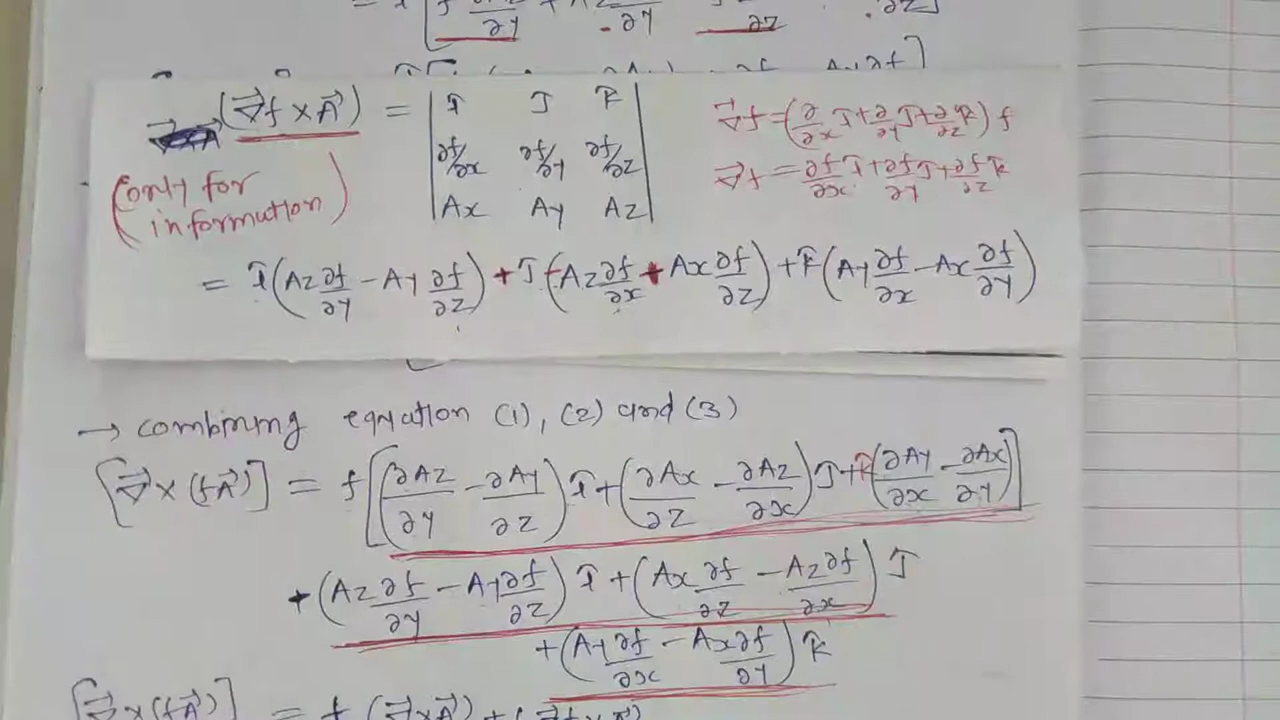 (∇⃗f × A⃗) = | î ĵ k̂ |
| ∂f/∂x ∂f/∂y ∂f/∂z |
| Ax Ay Az |
∇⃗f = (∂/∂x î + ∂/∂y ĵ + ∂/∂z k̂) f
∇⃗f = ∂f/∂x î + ∂f/∂y ĵ + ∂f/∂z k̂
(only for
information)
= î(Az ∂f/∂y − Ay ∂f/∂z) + ĵ(−Az ∂f/∂x + Ax ∂f/∂z) + k̂(Ay ∂f/∂x − Ax ∂f/∂y)
→ combining equation (1), (2) and (3)
[∇⃗ × (fA⃗)] = f[(∂Az/∂y − ∂Ay/∂z) î + (∂Ax/∂z − ∂Az/∂x) ĵ + k̂(∂Ay/∂x − ∂Ax/∂y)]
+ (Az ∂f/∂y − Ay ∂f/∂z) î + (Ax ∂f/∂z − Az ∂f/∂x) ĵ
+ (Ay ∂f/∂x − Ax ∂f/∂y) k̂
[∇⃗ × (fA⃗)] = f (∇⃗ × A⃗) + (∇⃗f × A⃗)